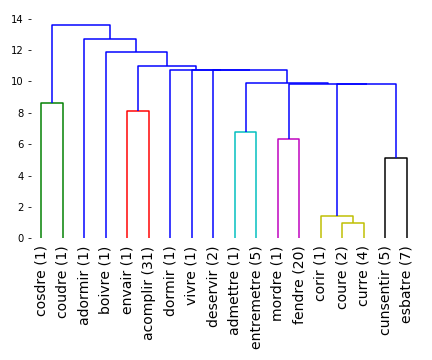 14
12
10
8
6
4
2
0
cosdre (1)
coudre (1)
adormir (1)
boivre (1)
envair (1)
acomplir (31)
dormir (1)
vivre (1)
deservir (2)
admettre (1)
entremetre (5)
mordre (1)
fendre (20)
corir (1)
coure (2)
curre (4)
cunsentir (5)
esbatre (7)